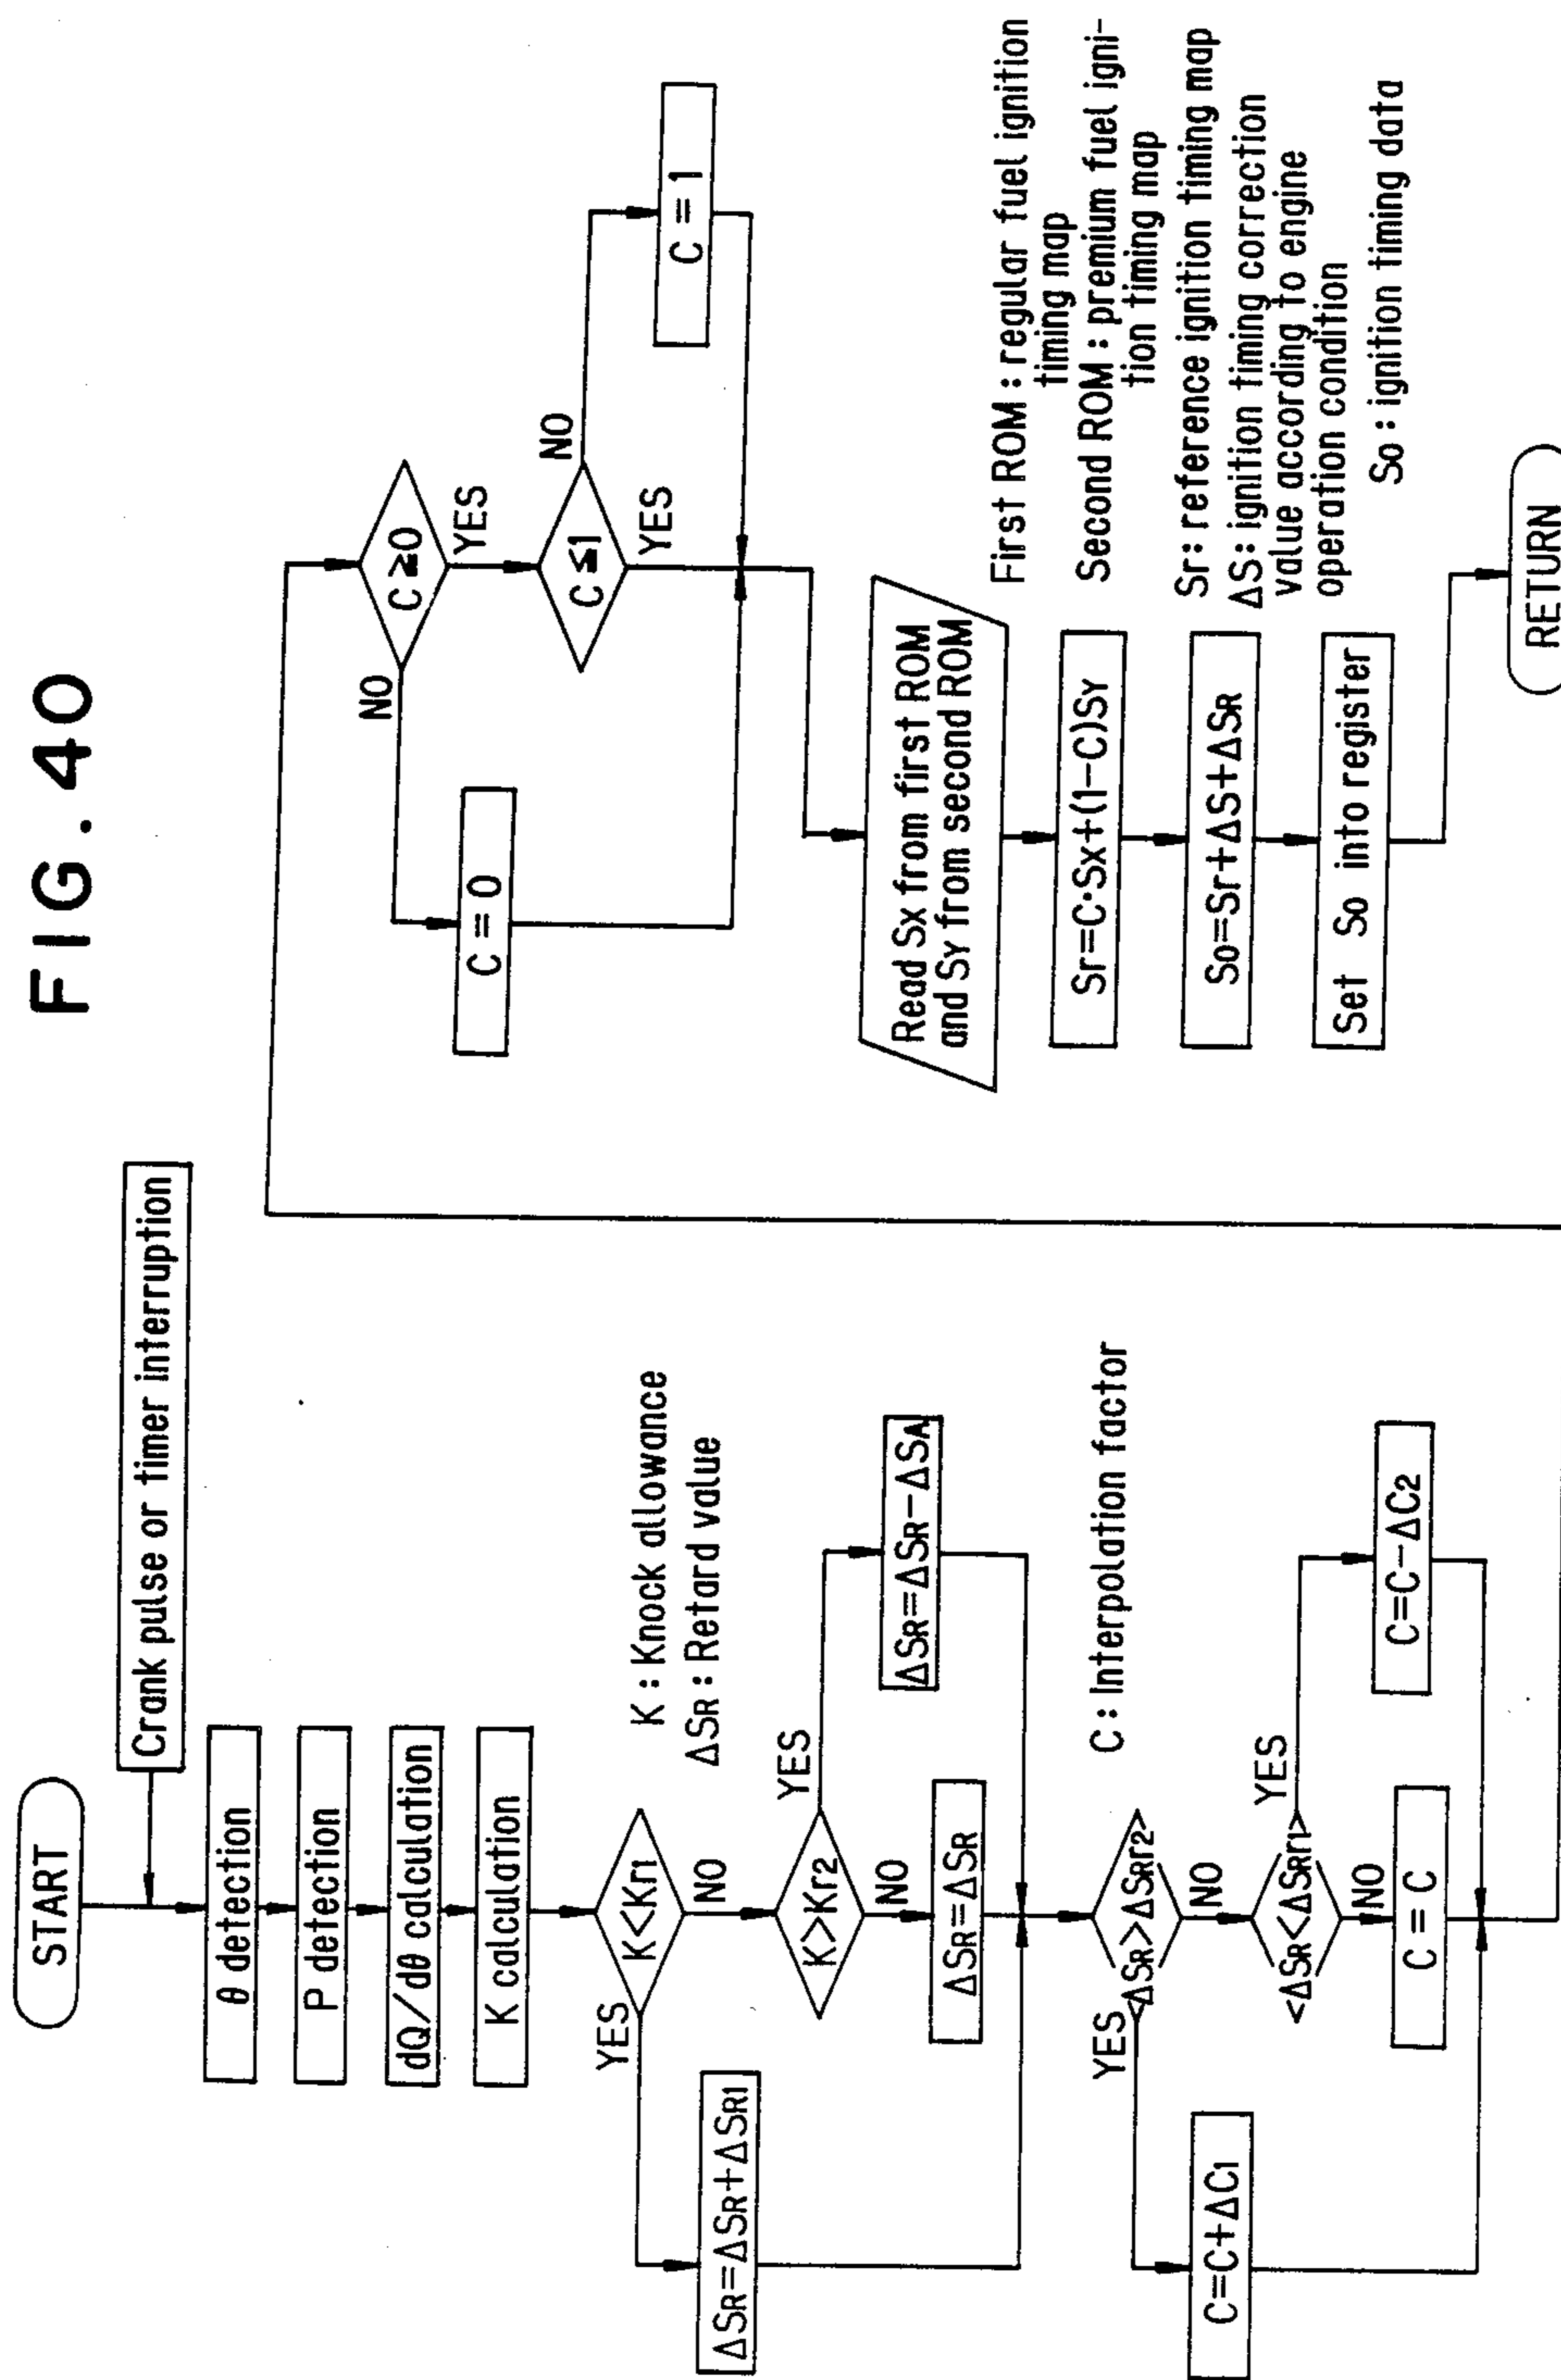 FIG. 40
START
Crank pulse or timer interruption
θ detection
P detection
dQ/dθ calculation
K calculation
K : Knock allowance
ΔSR : Retard value
K<Kr1
YES
NO
ΔSR=ΔSR+ΔSR1
K>Kr2
YES
NO
ΔSR=ΔSR-ΔSA
ΔSR=ΔSR
C : Interpolation factor
<ΔSR>ΔSRr2>
YES
NO
C=C+ΔC1
<ΔSR<ΔSRr1>
YES
NO
C=C-ΔC2
C = C
C≧0
NO
YES
C = 0
C≦1
NO
YES
C = 1
Read Sx from first ROM
and SY from second ROM
Sr=C·Sx+(1-C)SY
So=Sr+ΔS+ΔSR
Set So into register
RETURN
First ROM : regular fuel ignition
timing map
Second ROM : premium fuel igni-
tion timing map
Sr : reference ignition timing map
ΔS : ignition timing correction
value according to engine
operation condition
So : ignition timing data